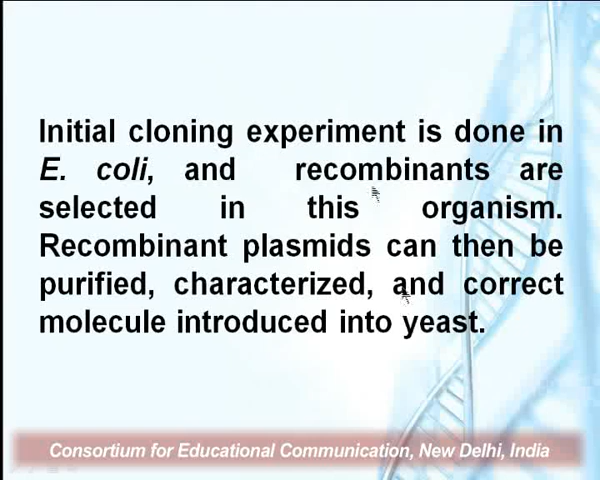 Initial cloning experiment is done in
E. coli, and recombinants are
selected in this organism.
Recombinant plasmids can then be
purified, characterized, and correct
molecule introduced into yeast.
Consortium for Educational Communication, New Delhi, India